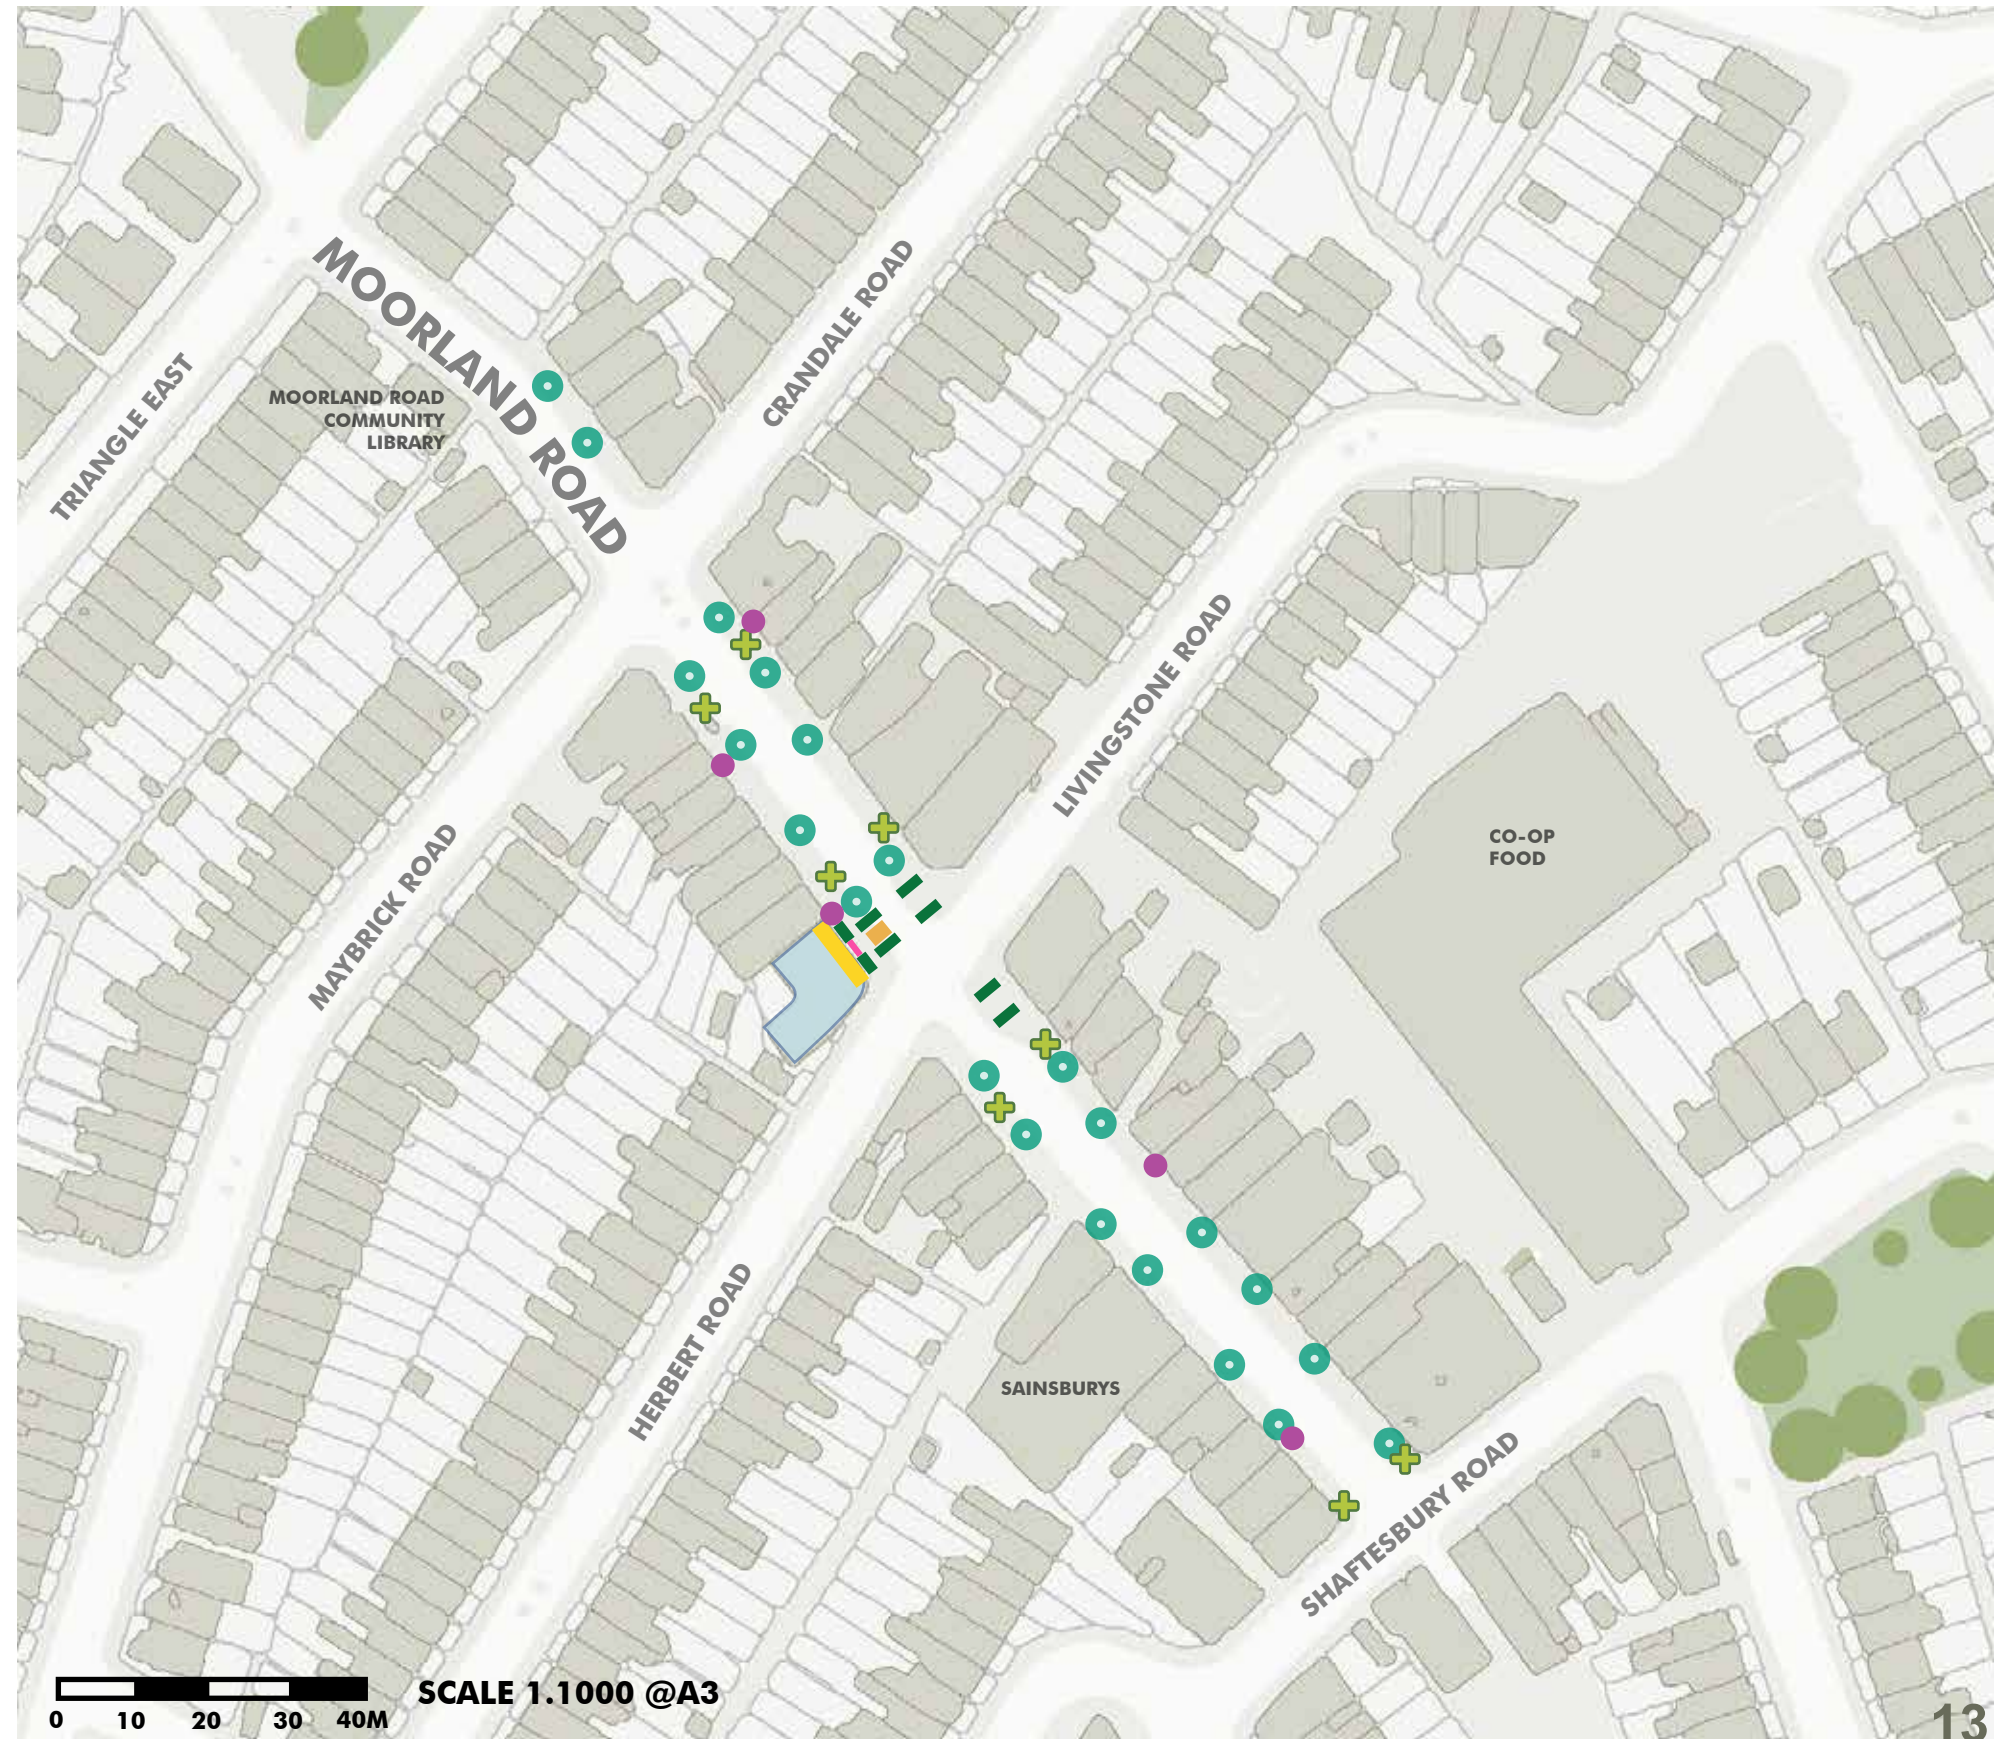 MOORLAND ROAD
CRANDALE ROAD
TRIANGLE EAST
MOORLAND ROAD
COMMUNITY
LIBRARY
LIVINGSTONE ROAD
CO-OP
FOOD
MAYBRICK ROAD
HERBERT ROAD
SAINSBURYS
SHAFTESBURY ROAD
SCALE 1.1000 @A3
0 10 20 30 40M
13